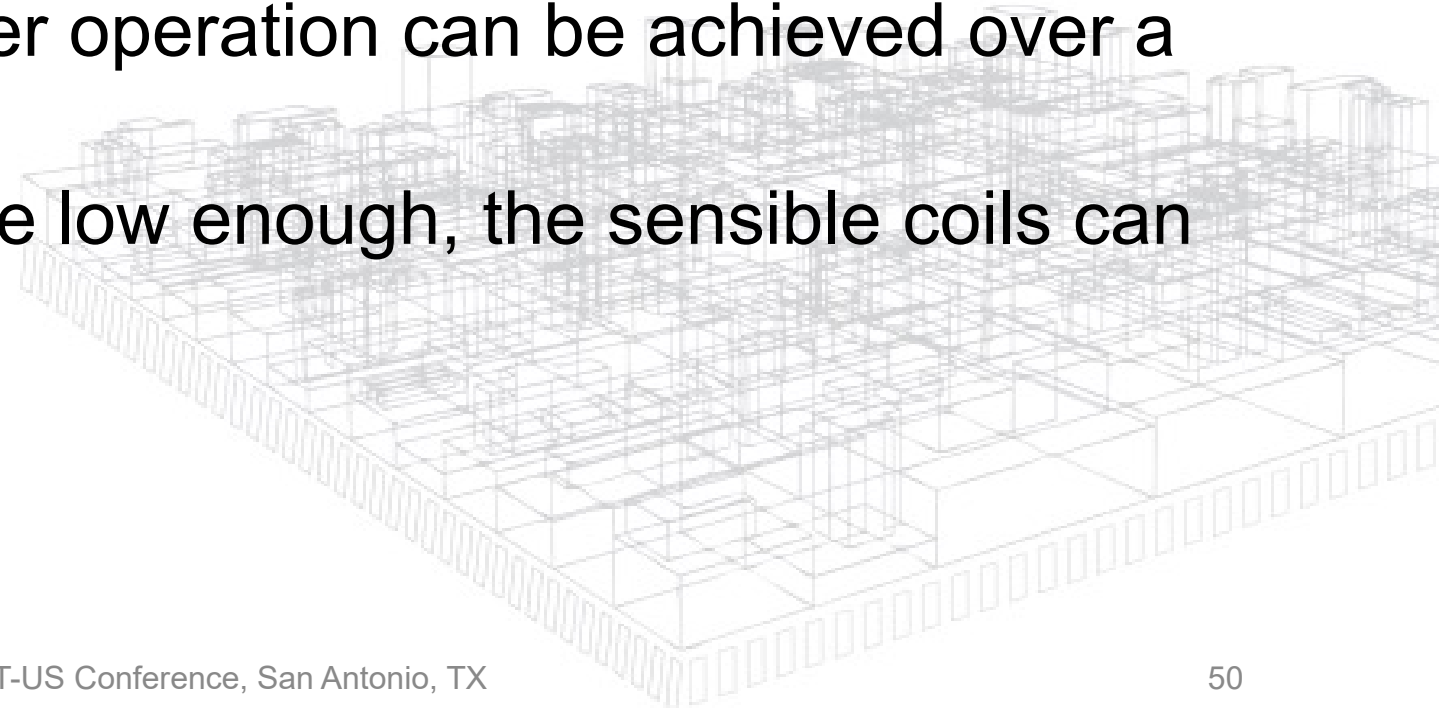 er operation can be achieved over a
e low enough, the sensible coils can
T-US Conference, San Antonio, TX
50